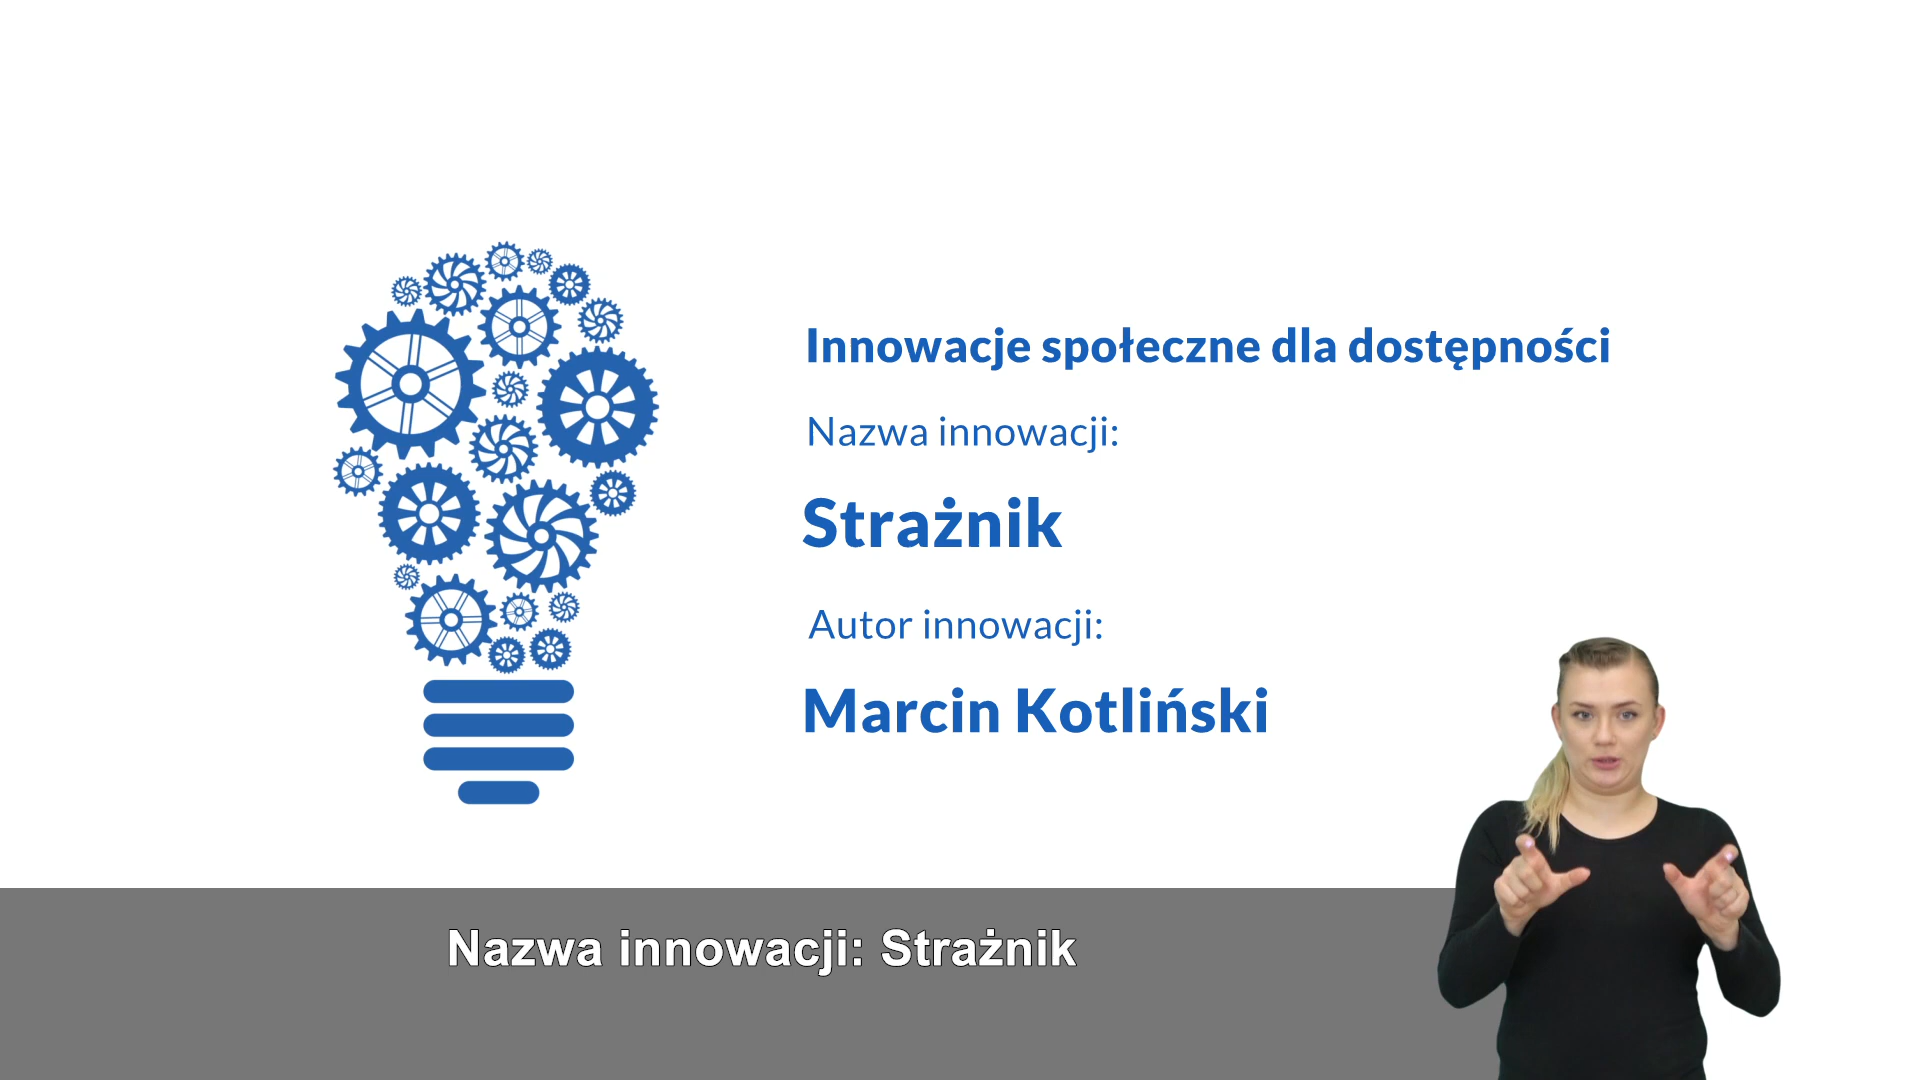 Innowacje społeczne dla dostępności
Nazwa innowacji:
Strażnik
Autor innowacji:
Marcin Kotliński
Nazwa innowacji: Strażnik